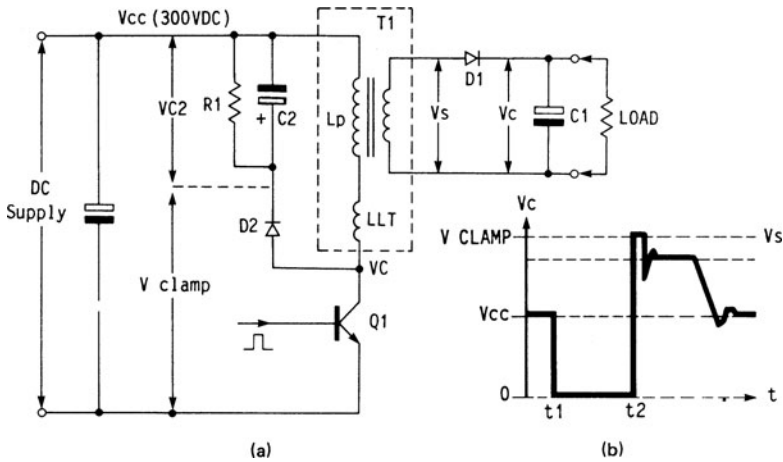 Vcc (300VDC)
T1
D1
VC2
R1
+
C2
Lp
Vs
Vc
C1
LOAD
DC
Supply
D2
LLT
V clamp
VC
Q1
Vc
V CLAMP
Vs
Vcc
0
t1
t2
t
(a)
(b)